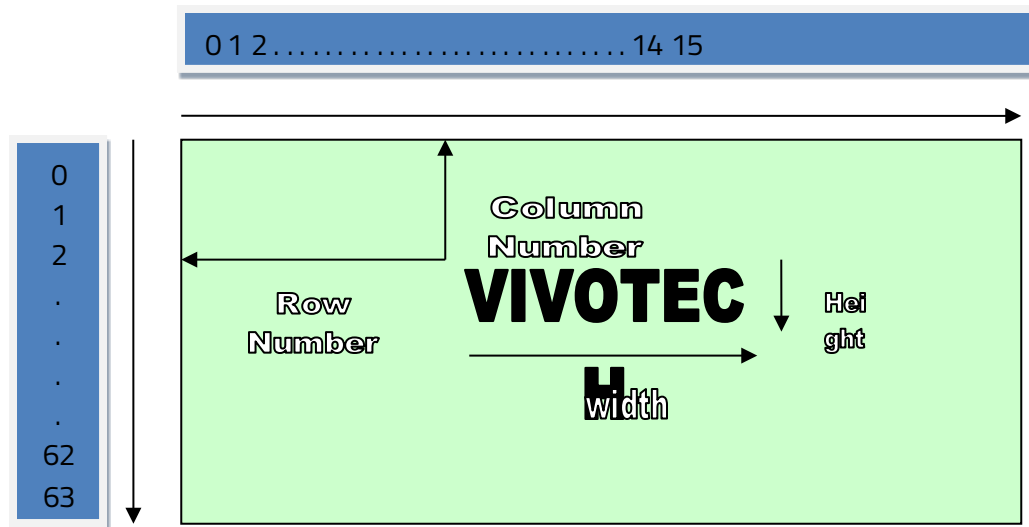 0 1 2 . . . . . . . . . . . . . . . . . . . . . . . . . . . . 14 15
0
1
2
.
.
.
.
62
63
Column
Number
Row
Number
VIVOTEC
H
Hei
ght
width